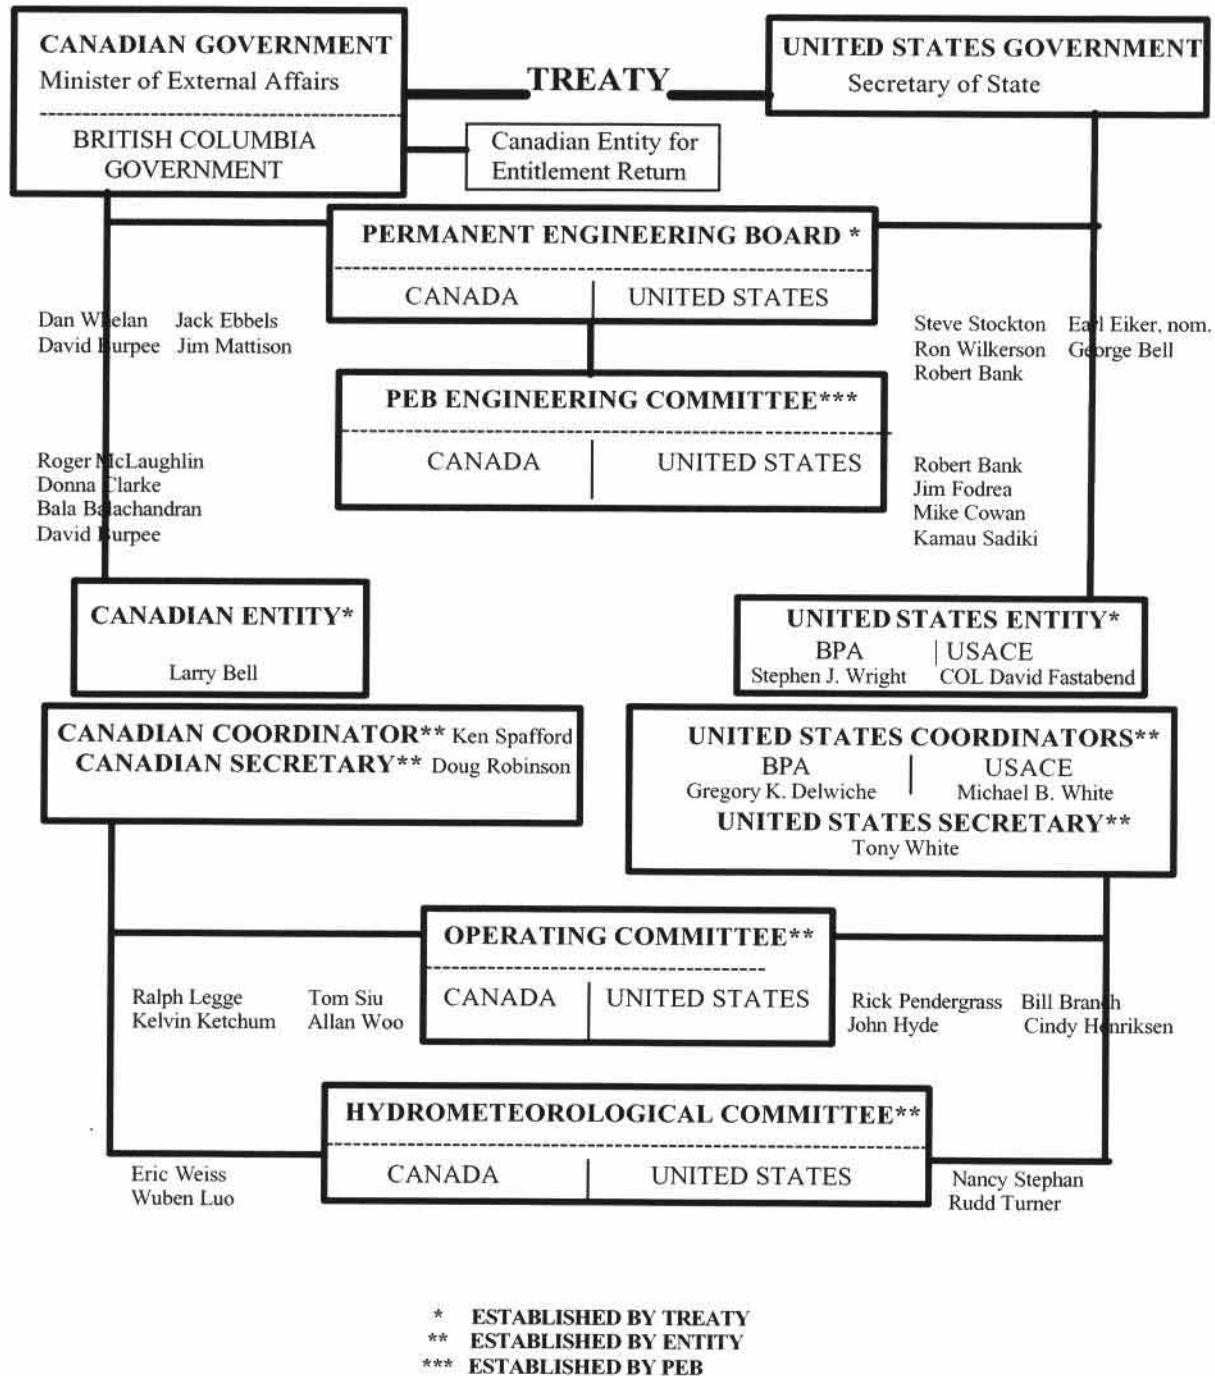 CANADIAN GOVERNMENT
Minister of External Affairs
BRITISH COLUMBIA
GOVERNMENT
TREATY
UNITED STATES GOVERNMENT
Secretary of State
Canadian Entity for
Entitlement Return
PERMANENT ENGINEERING BOARD *
CANADA | UNITED STATES
Dan Whelan Jack Ebbels
David Burpee Jim Mattison
Steve Stockton Earl Eiker, nom.
Ron Wilkerson George Bell
Robert Bank
PEB ENGINEERING COMMITTEE***
CANADA | UNITED STATES
Roger McLaughlin
Donna Clarke
Bala Balachandran
David Burpee
Robert Bank
Jim Fodrea
Mike Cowan
Kamau Sadiki
CANADIAN ENTITY*
Larry Bell
UNITED STATES ENTITY*
BPA | USACE
Stephen J. Wright COL David Fastabend
CANADIAN COORDINATOR** Ken Spafford
CANADIAN SECRETARY** Doug Robinson
UNITED STATES COORDINATORS**
BPA | USACE
Gregory K. Delwiche Michael B. White
UNITED STATES SECRETARY**
Tony White
OPERATING COMMITTEE**
CANADA | UNITED STATES
Ralph Legge Tom Siu
Kelvin Ketchum Allan Woo
Rick Pendergrass Bill Branch
John Hyde Cindy Henriksen
HYDROMETEOROLOGICAL COMMITTEE**
CANADA | UNITED STATES
Eric Weiss
Wuben Luo
Nancy Stephan
Rudd Turner
* ESTABLISHED BY TREATY
** ESTABLISHED BY ENTITY
*** ESTABLISHED BY PEB